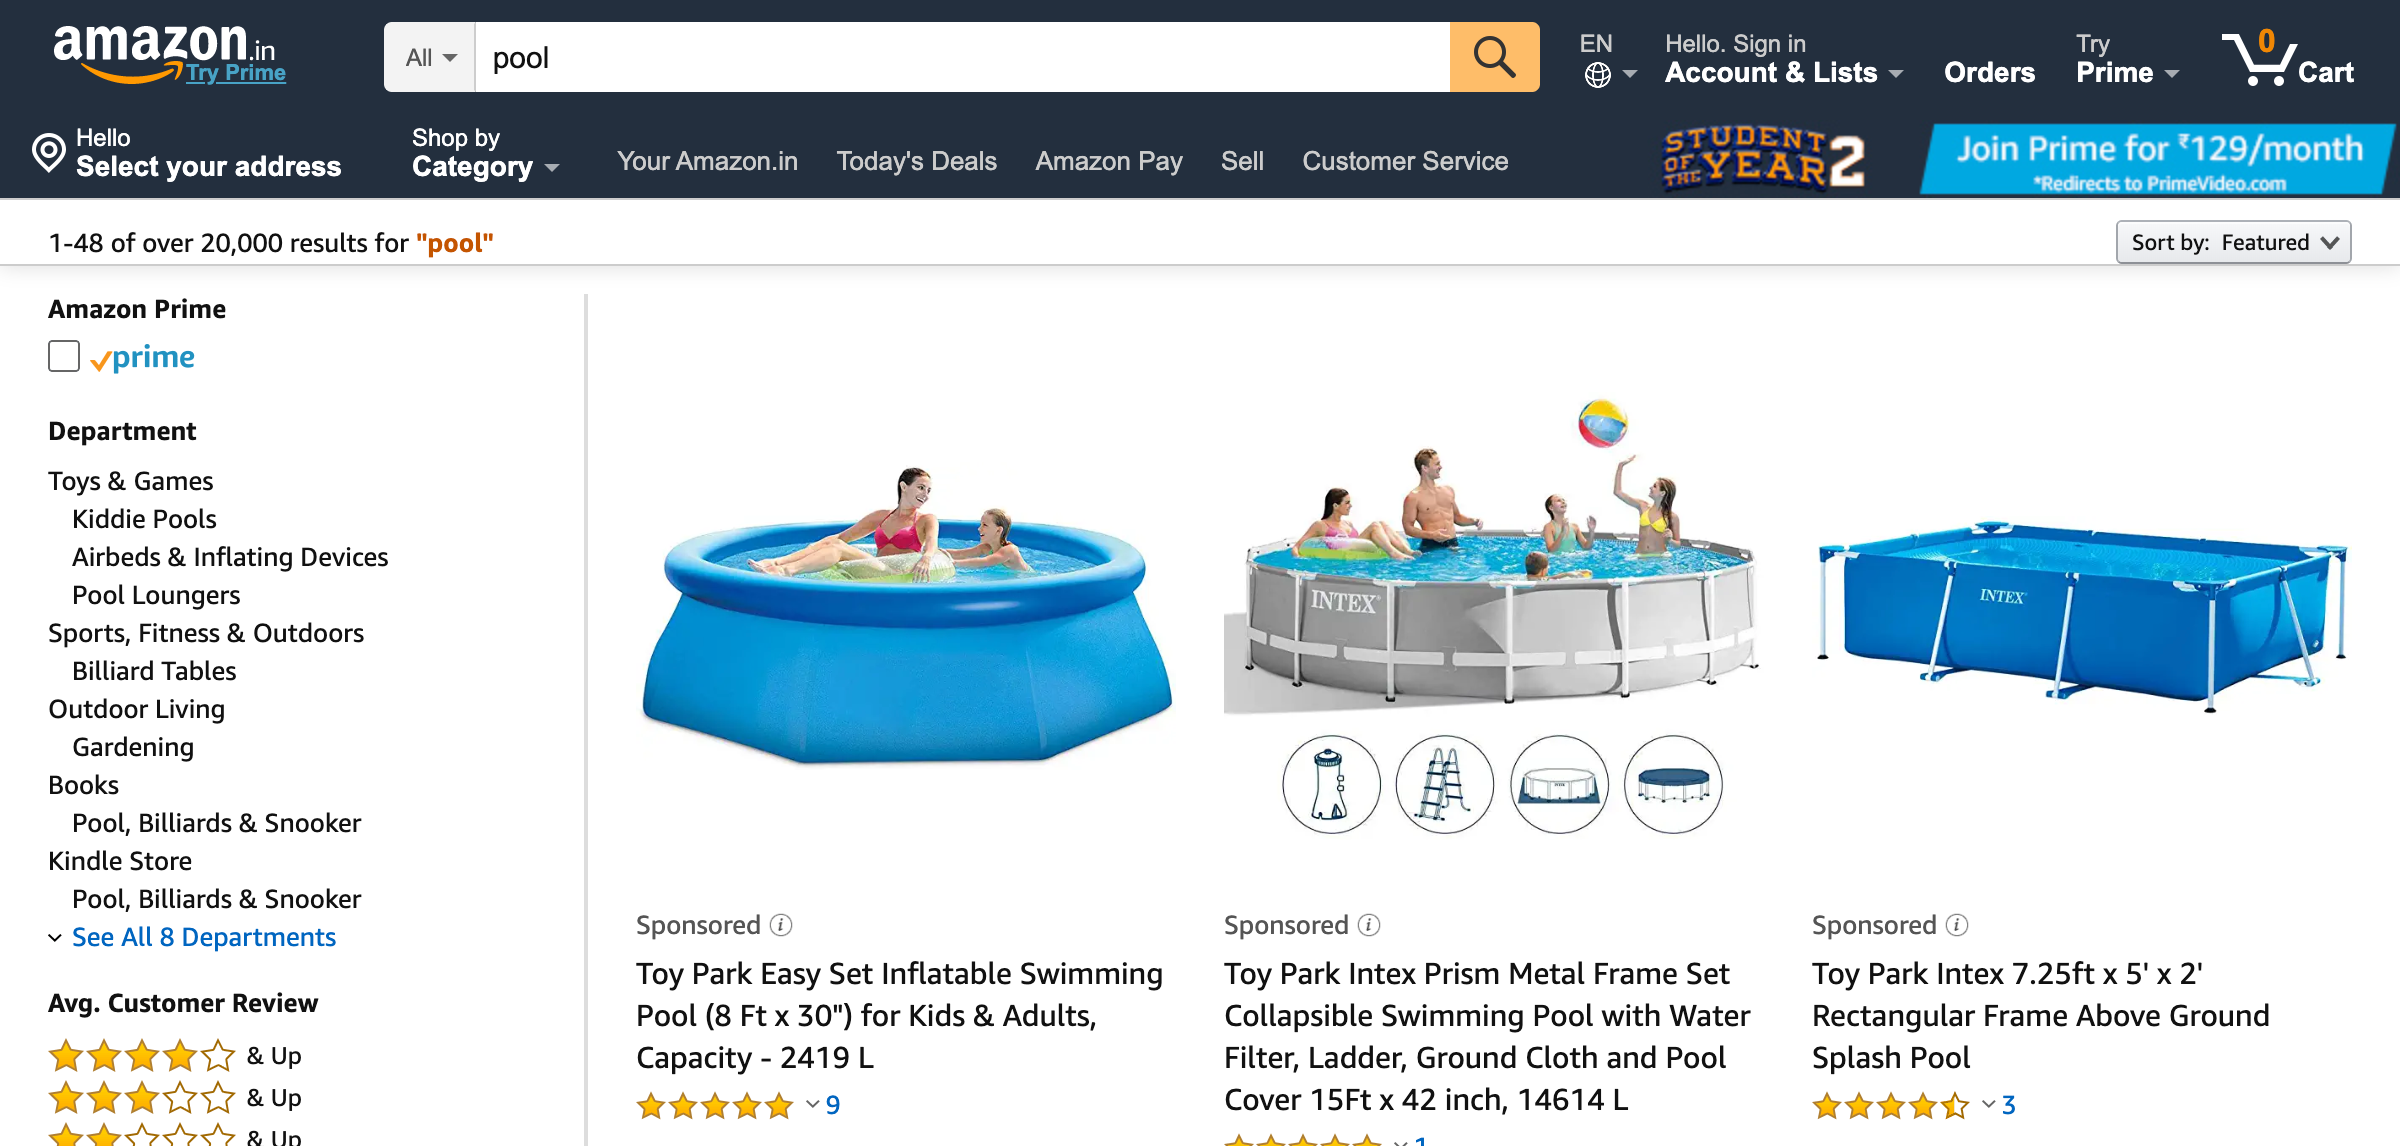 amazon.in
Try Prime
All
pool
EN
Hello. Sign in
Account & Lists
Orders
Try
Prime
0
Cart
Hello
Select your address
Shop by
Category
Your Amazon.in
Today's Deals
Amazon Pay
Sell
Customer Service
STUDENT
OF THE YEAR 2
Join Prime for ₹129/month
*Redirects to PrimeVideo.com
1-48 of over 20,000 results for "pool"
Sort by: Featured
Amazon Prime
prime
Department
Toys & Games
Kiddie Pools
Airbeds & Inflating Devices
Pool Loungers
Sports, Fitness & Outdoors
Billiard Tables
Outdoor Living
Gardening
Books
Pool, Billiards & Snooker
Kindle Store
Pool, Billiards & Snooker
See All 8 Departments
Avg. Customer Review
& Up
& Up
& Up
Sponsored
Toy Park Easy Set Inflatable Swimming
Pool (8 Ft x 30") for Kids & Adults,
Capacity - 2419 L
9
INTEX
Sponsored
Toy Park Intex Prism Metal Frame Set
Collapsible Swimming Pool with Water
Filter, Ladder, Ground Cloth and Pool
Cover 15Ft x 42 inch, 14614 L
1
INTEX
Sponsored
Toy Park Intex 7.25ft x 5' x 2'
Rectangular Frame Above Ground
Splash Pool
3